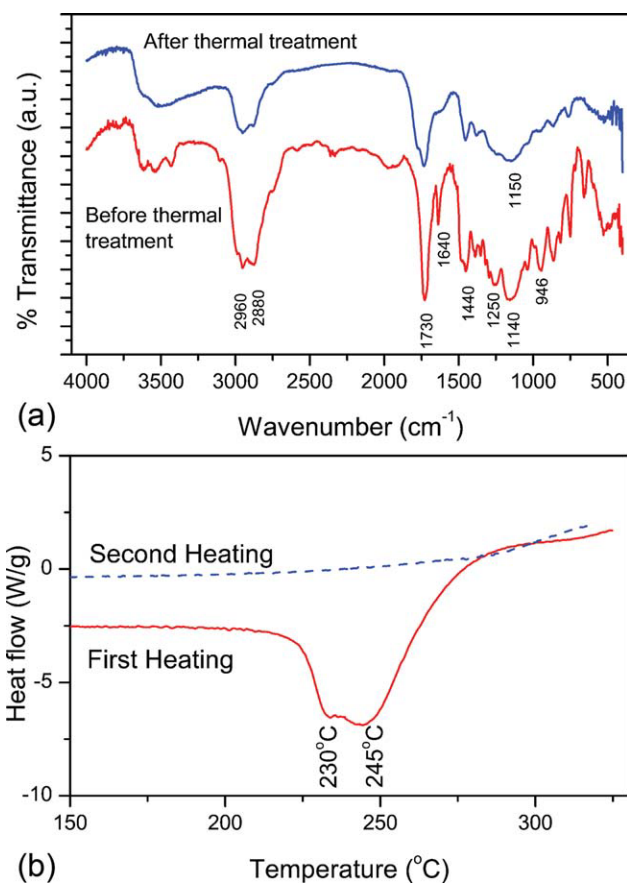 After thermal treatment
Before thermal
treatment
% Transmittance (a.u.)
2960
2880
1730
1640
1440
1250
1140
1150
946
4000 3500 3000 2500 2000 1500 1000 500
Wavenumber (cm⁻¹)
(a)
5
0
-5
-10
Heat flow (W/g)
Second Heating
First Heating
230°C
245°C
150 200 250 300
Temperature (°C)
(b)